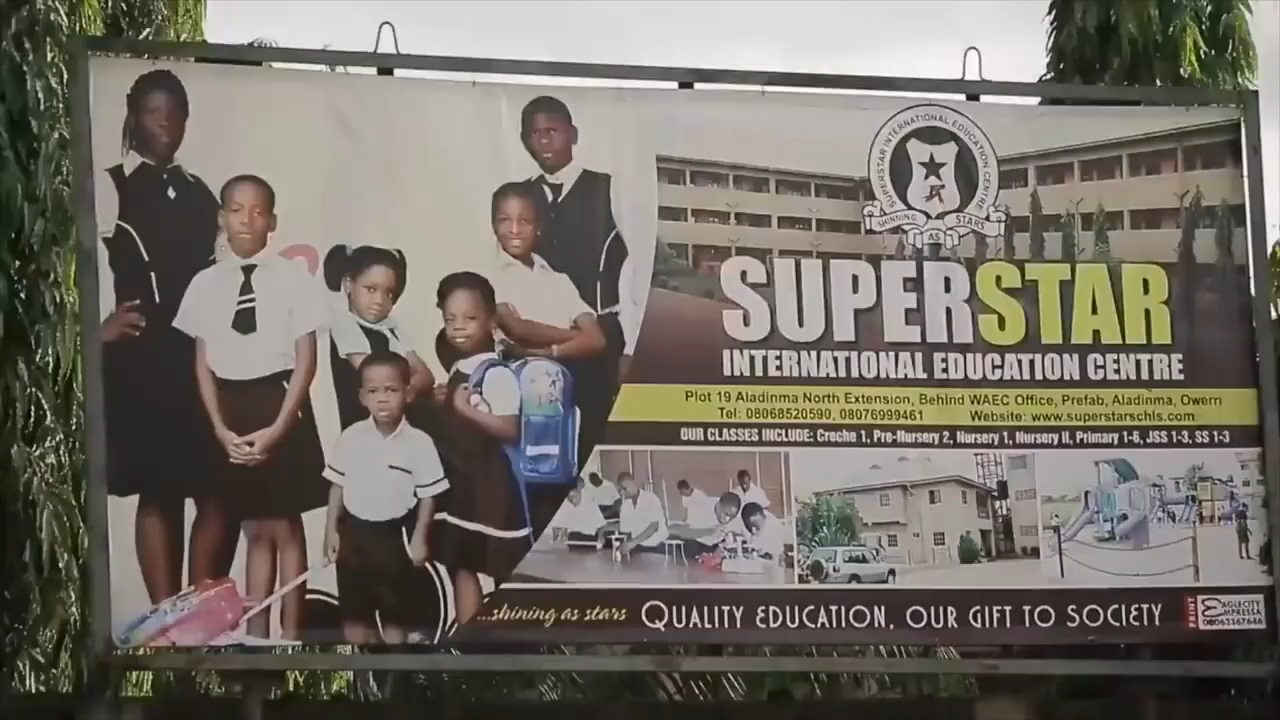 SUPERSTAR INTERNATIONAL EDUCATION CENTRE
SHINNING AS STARS
SUPERSTAR
INTERNATIONAL EDUCATION CENTRE
Plot 19 Aladinma North Extension, Behind WAEC Office, Prefab, Aladinma, Owerri
Tel: 08068520590, 08076999461 Website: www.superstarschls.com
OUR CLASSES INCLUDE: Creche 1, Pre-Nursery 2, Nursery 1, Nursery II, Primary 1-6, JSS 1-3, SS 1-3
...shining as stars QUALITY EDUCATION, OUR GIFT TO SOCIETY
PRINT
EAGLECITY
EMPRESSA
08063367646